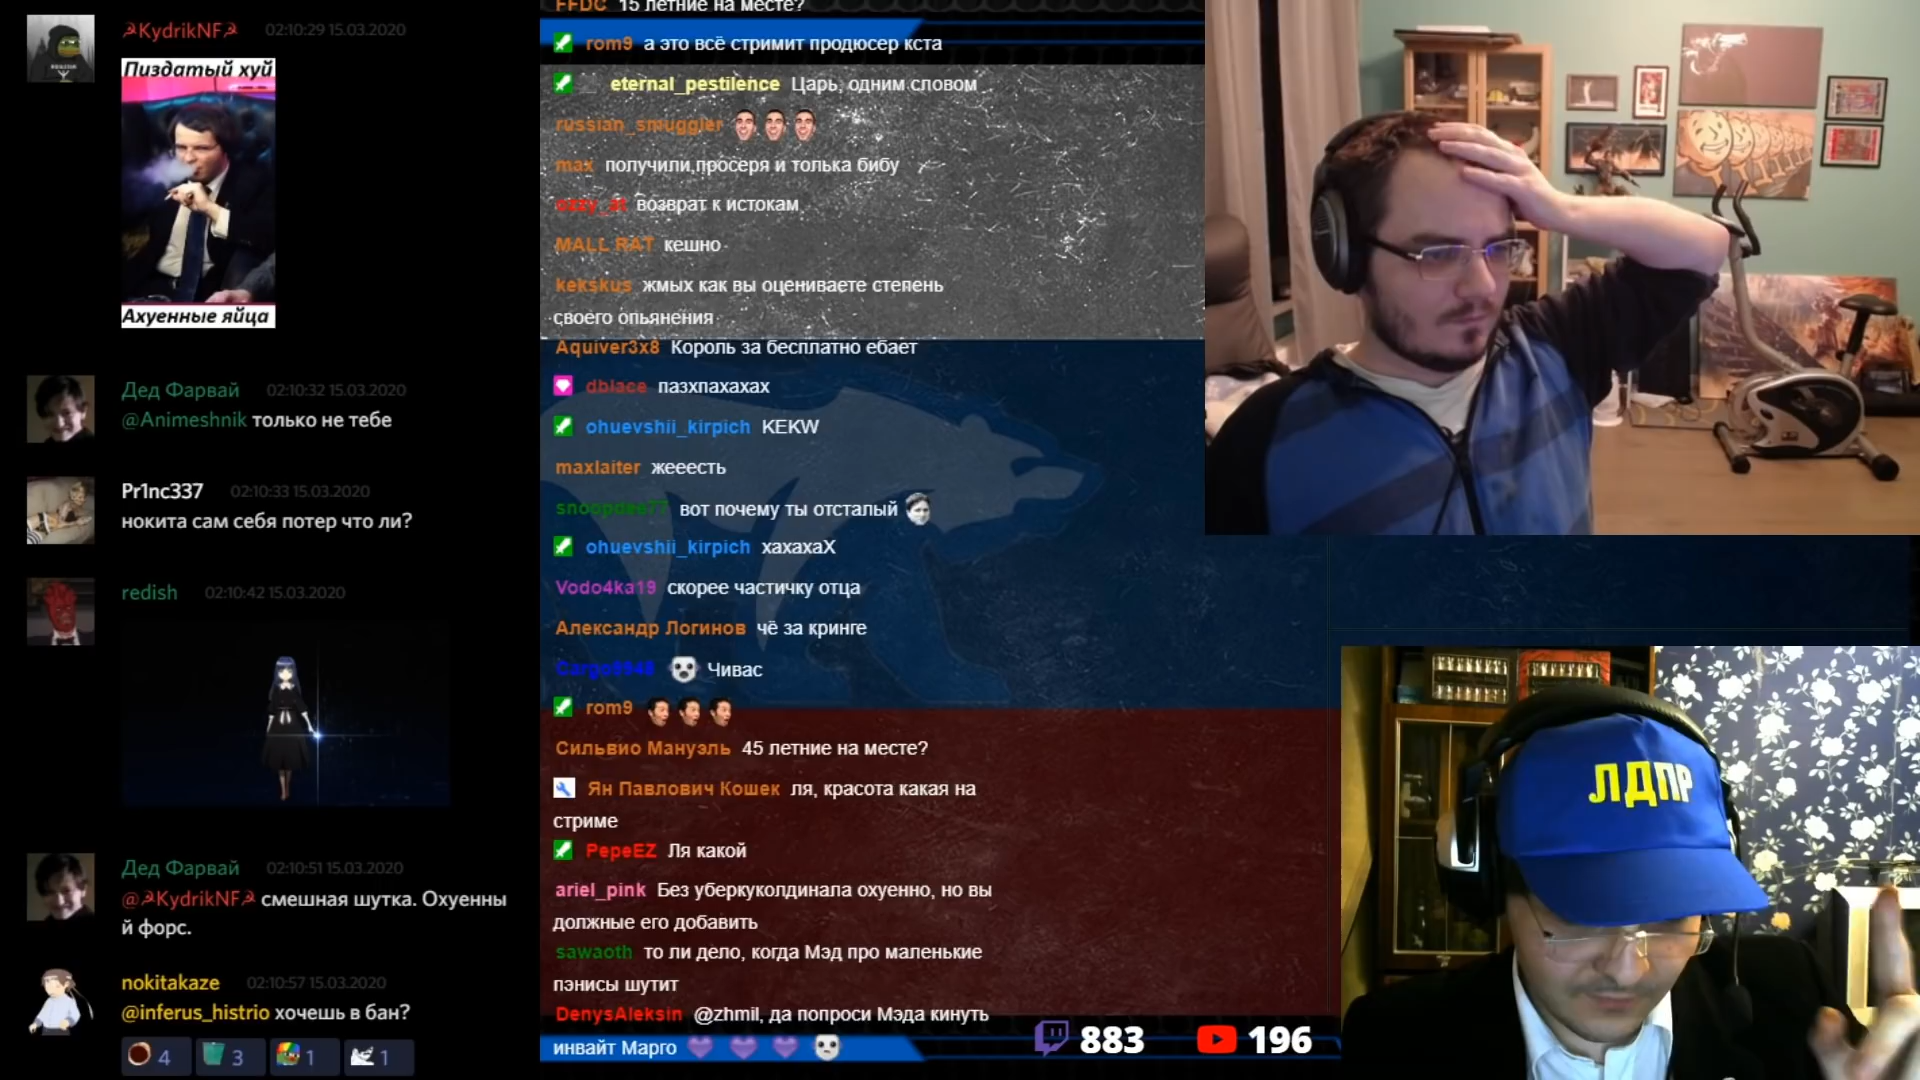 ☭KydrikNF☭ 02:10:29 15.03.2020
Пиздатый хуй
Ахуенные яйца
Дед Фарвай 02:10:32 15.03.2020
@Animeshnik только не тебе
Pr1nc337 02:10:33 15.03.2020
нокита сам себя потер что ли?
redish 02:10:42 15.03.2020
Дед Фарвай 02:10:51 15.03.2020
@☭KydrikNF☭ смешная шутка. Охуенны
й форс.
nokitakaze 02:10:57 15.03.2020
@inferus_histrio хочешь в бан?
4 3 1 1
FFDC 15 летние на месте?
rom9 а это всё стримит продюсер кста
eternal_pestilence Царь, одним словом
russian_smuggler
max получили,просеря и толька бибу
ozzy_at возврат к истокам
MALL RAT кешно
kekskus жмых как вы оцениваете степень
своего опьянения
Aquiver3x8 Король за бесплатно ебает
dblace пазхпахахах
ohuevshii_kirpich KEKW
maxlaiter жееесть
snoopdee77 вот почему ты отсталый
ohuevshii_kirpich хахахаХ
Vodo4ka19 скорее частичку отца
Александр Логинов чё за кринге
Чивас
rom9
Сильвио Мануэль 45 летние на месте?
Ян Павлович Кошек ля, красота какая на
стриме
PepeEZ Ля какой
ariel_pink Без уберкуколдинала охуенно, но вы
должные его добавить
sawaoth то ли дело, когда Мэд про маленькие
пэнисы шутит
DenysAleksin @zhmil, да попроси Мэда кинуть
инвайт Марго
883 196
ЛДПР